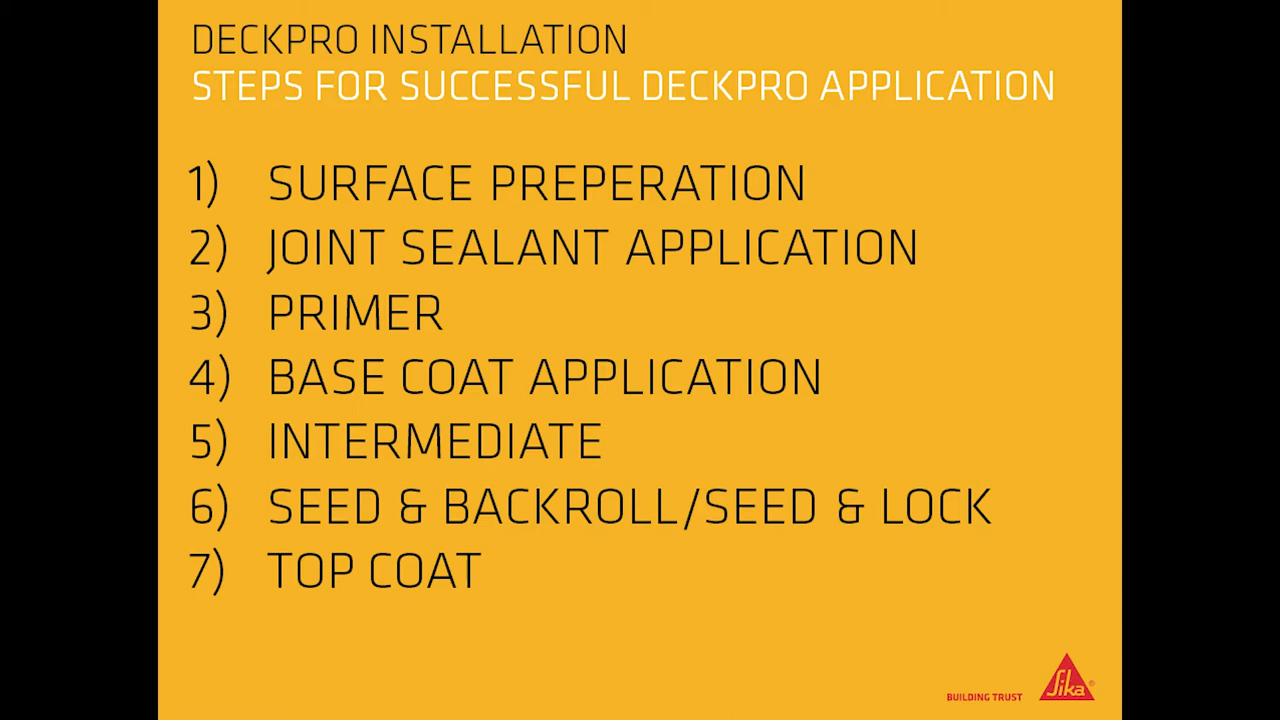 DECKPRO INSTALLATION
STEPS FOR SUCCESSFUL DECKPRO APPLICATION
1) SURFACE PREPERATION
2) JOINT SEALANT APPLICATION
3) PRIMER
4) BASE COAT APPLICATION
5) INTERMEDIATE
6) SEED & BACKROLL/SEED & LOCK
7) TOP COAT
BUILDING TRUST
Sika®